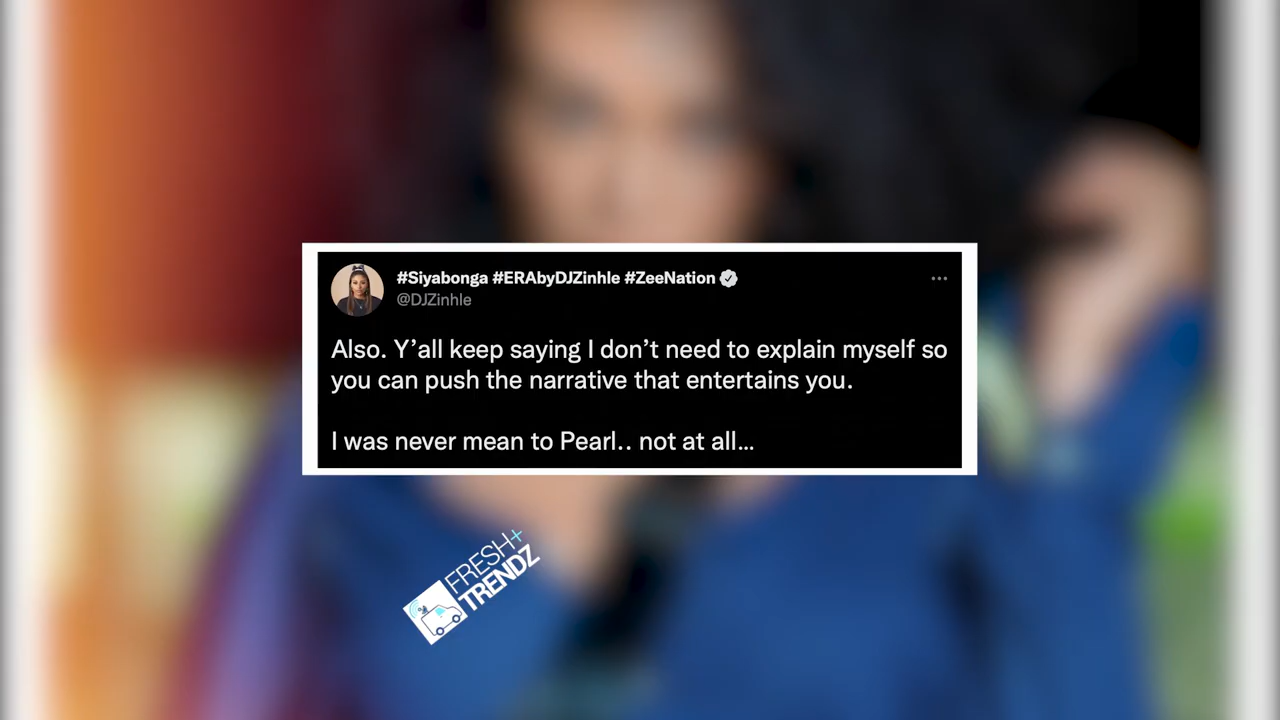 #Siyabonga #ERAbyDJZinhle #ZeeNation
@DJZinhle
Also. Y’all keep saying I don’t need to explain myself so
you can push the narrative that entertains you.
I was never mean to Pearl.. not at all...
FRESH+
TRENDZ